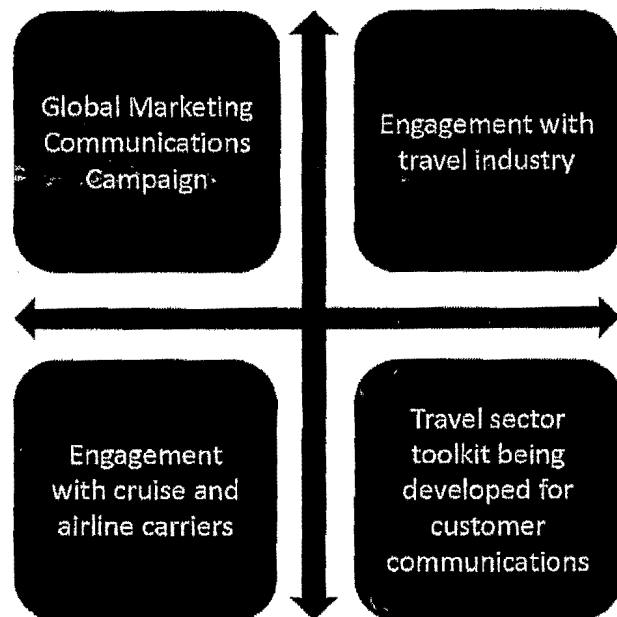 Global Marketing
Communications
Campaign
Engagement with
travel industry
Engagement
with cruise and
airline carriers
Travel sector
toolkit being
developed for
customer
communications